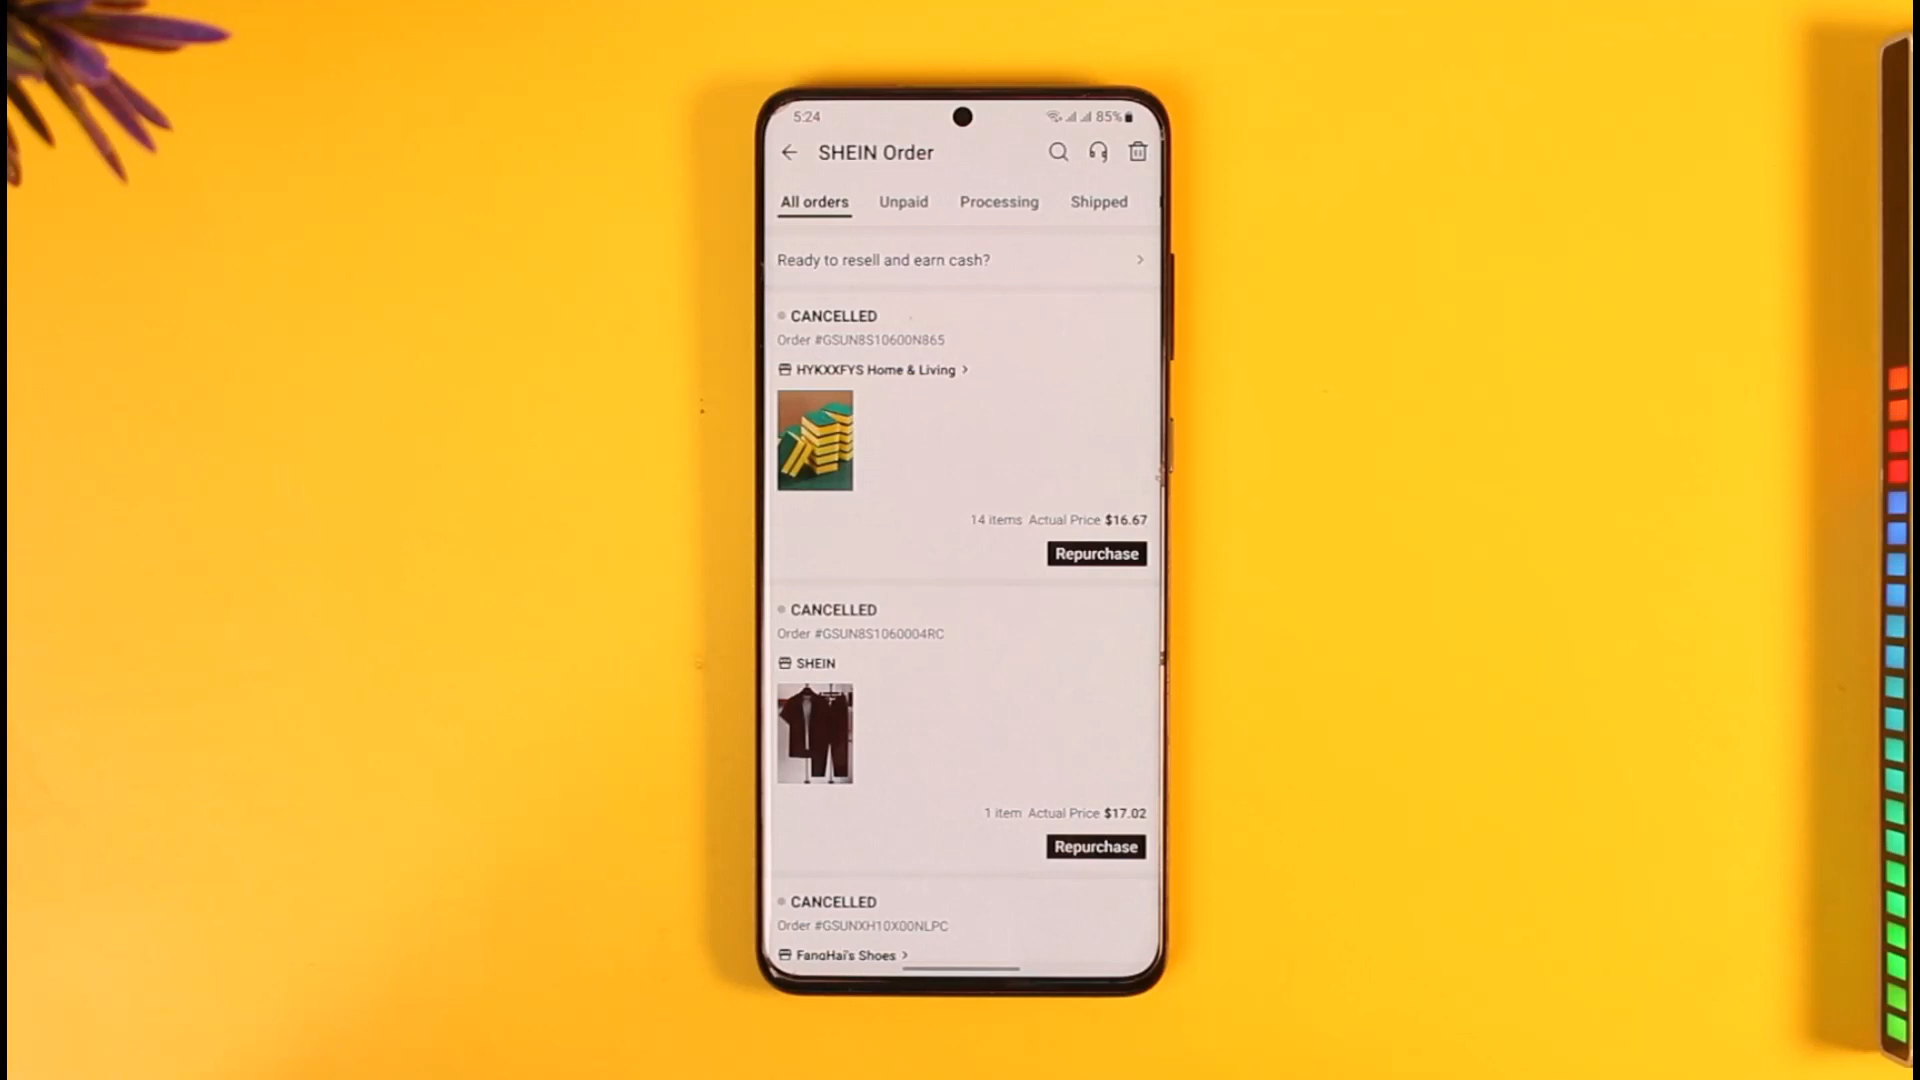 5:24 85%
SHEIN Order
All orders Unpaid Processing Shipped
Ready to resell and earn cash?
CANCELLED
Order #GSUN8S10600N865
HYKXXFYS Home & Living >
14 items Actual Price $16.67
Repurchase
CANCELLED
Order #GSUN8S1060004RC
SHEIN
1 item Actual Price $17.02
Repurchase
CANCELLED
Order #GSUNXH10X00NLPC
FangHai's Shoes >